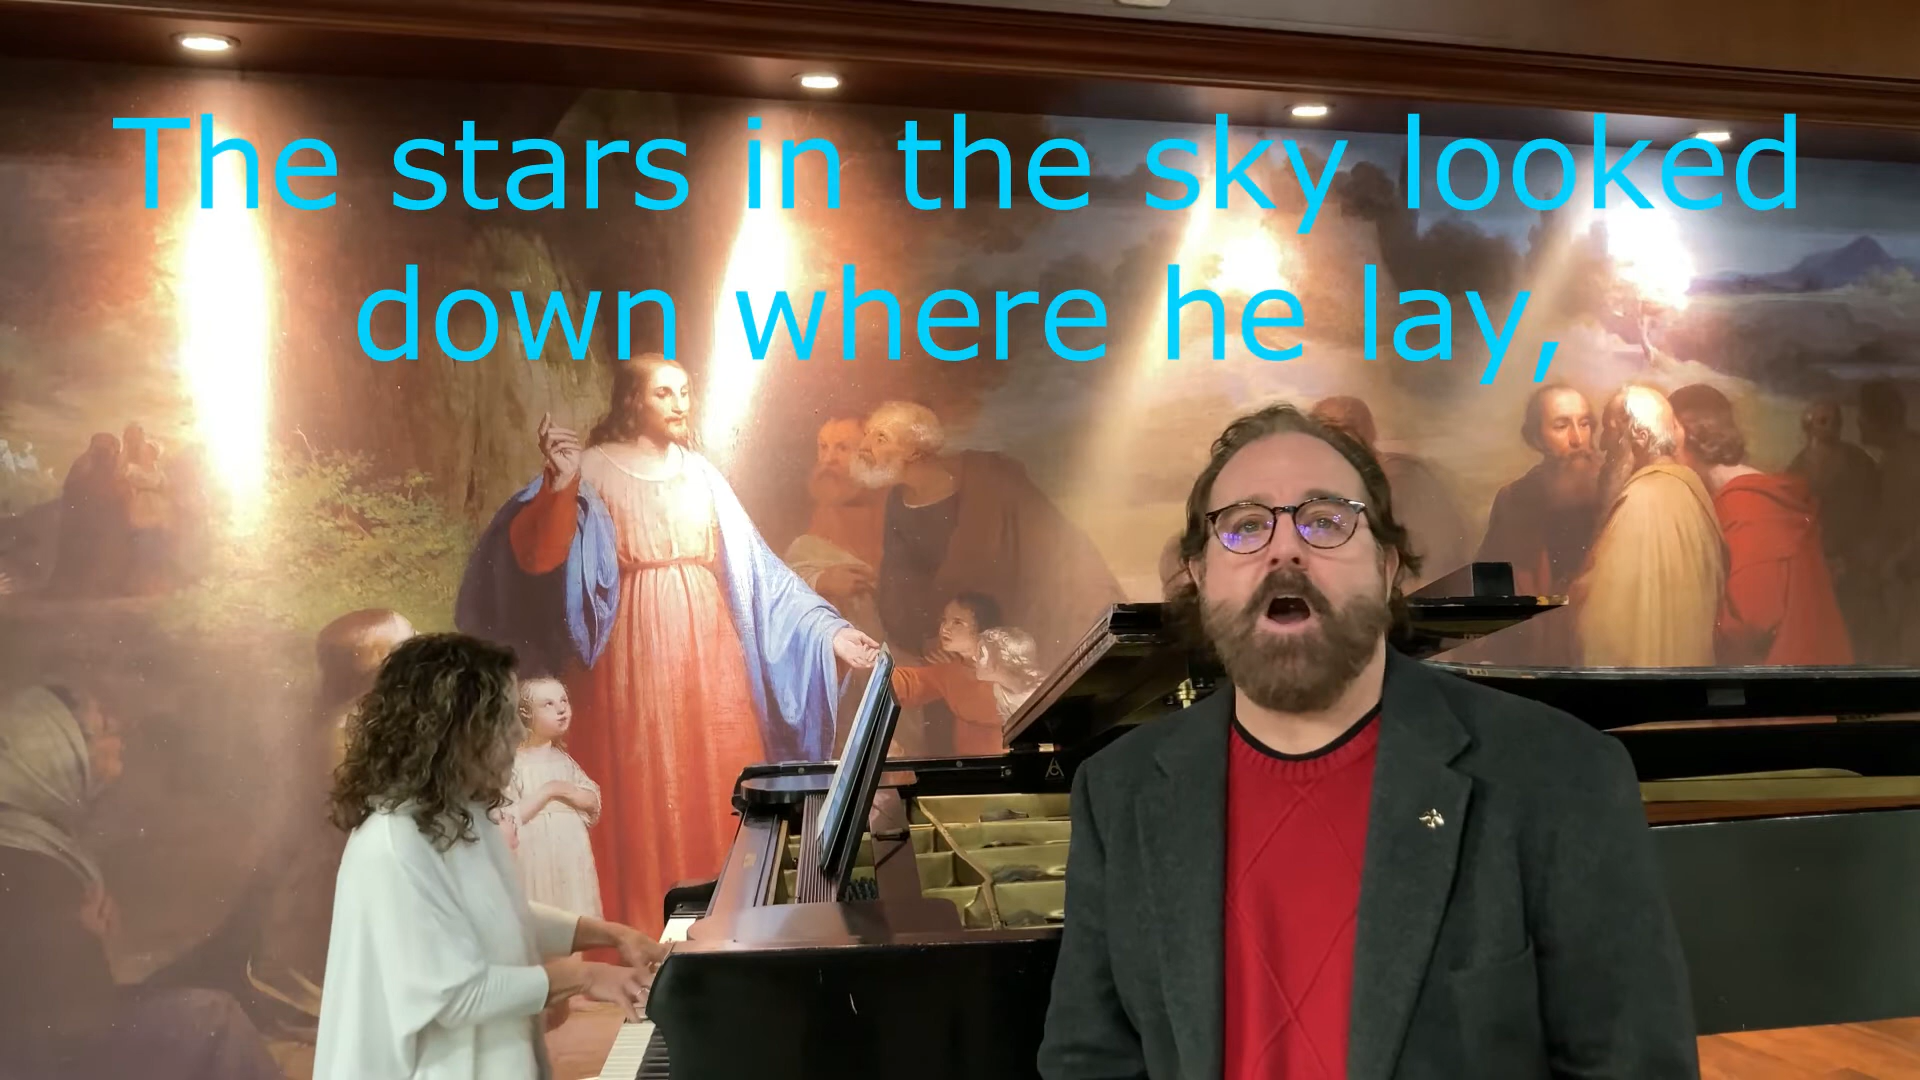 The stars in the sky looked
down where he lay,